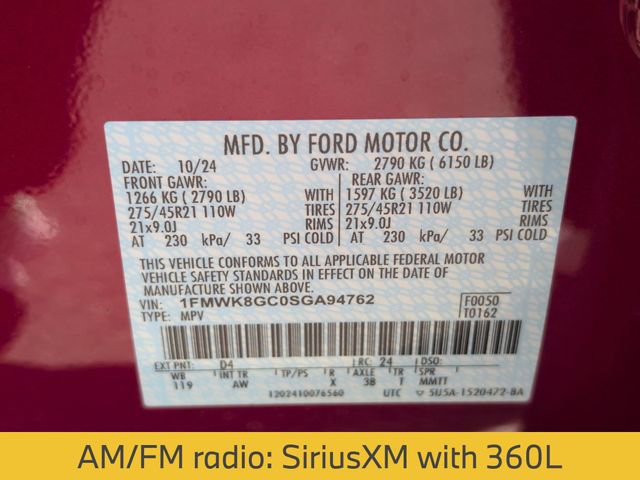 MFD. BY FORD MOTOR CO.
DATE: 10/24 GVWR: 2790 KG ( 6150 LB)
FRONT GAWR: REAR GAWR:
1266 KG ( 2790 LB) WITH 1597 KG ( 3520 LB) WITH
275/45R21 110W TIRES 275/45R21 110W TIRES
21x9.0J RIMS 21x9.0J RIMS
AT 230 kPa/ 33 PSI COLD AT 230 kPa/ 33 PSI COLD
THIS VEHICLE CONFORMS TO ALL APPLICABLE FEDERAL MOTOR
VEHICLE SAFETY STANDARDS IN EFFECT ON THE DATE OF
MANUFACTURE SHOWN ABOVE.
VIN: 1FMWK8GC0SGA94762 F0050
TYPE: MPV T0162
EXT PNT: D4 RC: 24 DSO:
WB INT TR TP/PS R AXLE TR SPR
119 AW X 3B T MMTT
1202410076560 UTC 5U5A-1520472-BA
AM/FM radio: SiriusXM with 360L